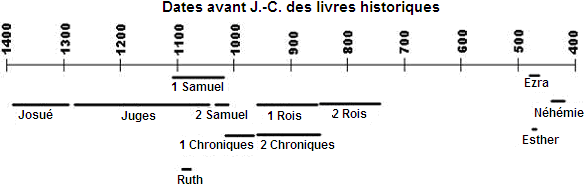 Dates avant J.-C. des livres historiques
1400 1300 1200 1100 1000 900 800 700 600 500 400
1 Samuel Ezra
Josué Juges 2 Samuel 1 Rois 2 Rois Néhémie
1 Chroniques 2 Chroniques Esther
Ruth